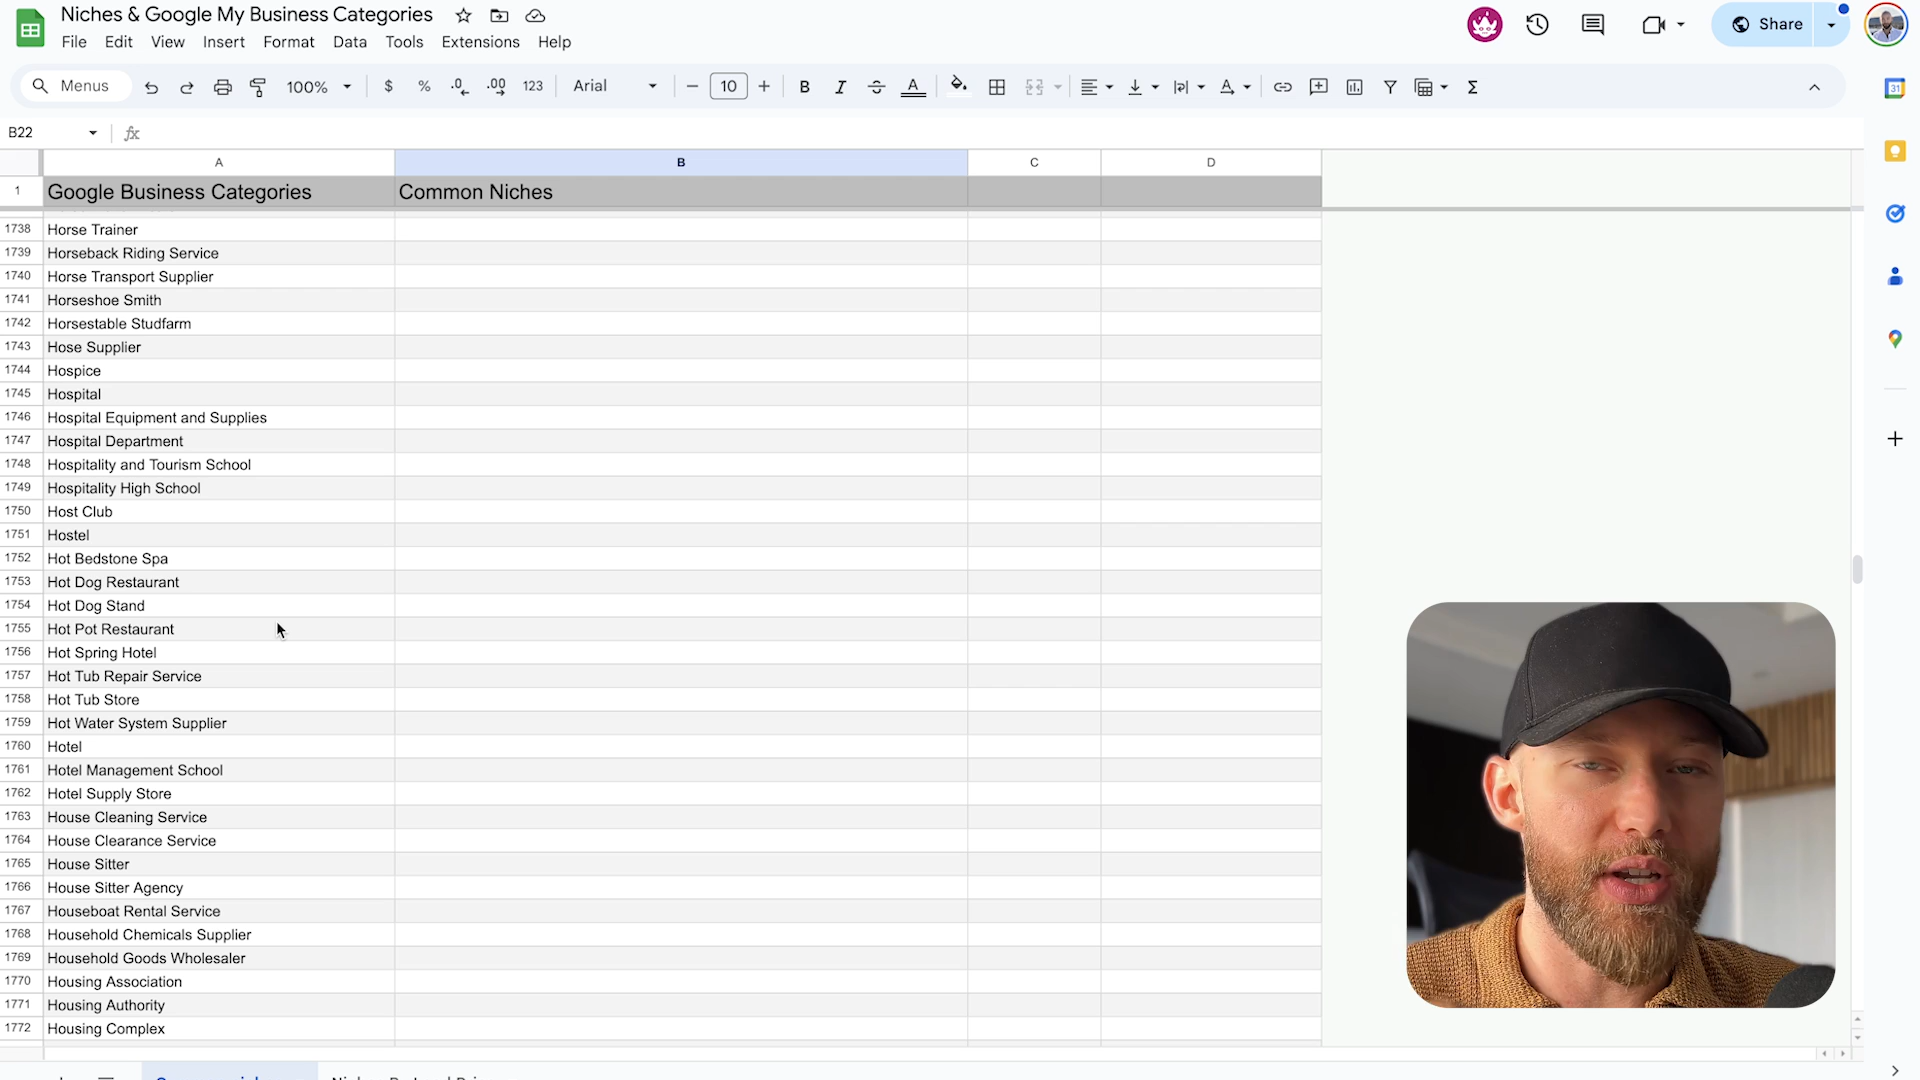 Niches & Google My Business Categories
File Edit View Insert Format Data Tools Extensions Help
Share
Menus 100% $ % .0 .00 123 Arial 10 B I A Σ
31
B22 fx
A B C D
1 Google Business Categories Common Niches
1738 Horse Trainer
1739 Horseback Riding Service
1740 Horse Transport Supplier
1741 Horseshoe Smith
1742 Horsestable Studfarm
1743 Hose Supplier
1744 Hospice
1745 Hospital
1746 Hospital Equipment and Supplies
1747 Hospital Department
1748 Hospitality and Tourism School
1749 Hospitality High School
1750 Host Club
1751 Hostel
1752 Hot Bedstone Spa
1753 Hot Dog Restaurant
1754 Hot Dog Stand
1755 Hot Pot Restaurant
1756 Hot Spring Hotel
1757 Hot Tub Repair Service
1758 Hot Tub Store
1759 Hot Water System Supplier
1760 Hotel
1761 Hotel Management School
1762 Hotel Supply Store
1763 House Cleaning Service
1764 House Clearance Service
1765 House Sitter
1766 House Sitter Agency
1767 Houseboat Rental Service
1768 Household Chemicals Supplier
1769 Household Goods Wholesaler
1770 Housing Association
1771 Housing Authority
1772 Housing Complex